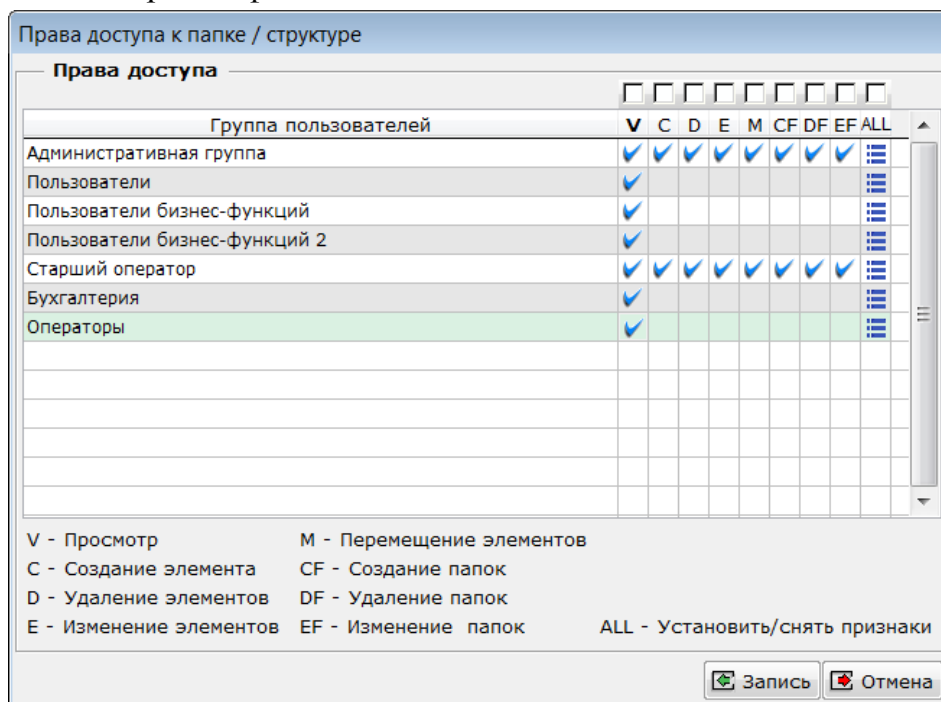 Права доступа к папке / структуре
Права доступа
Группа пользователей V C D E M CF DF EF ALL
Административная группа
Пользователи
Пользователи бизнес-функций
Пользователи бизнес-функций 2
Старший оператор
Бухгалтерия
Операторы
V - Просмотр M - Перемещение элементов
C - Создание элемента CF - Создание папок
D - Удаление элементов DF - Удаление папок
E - Изменение элементов EF - Изменение папок ALL - Установить/снять признаки
Запись Отмена